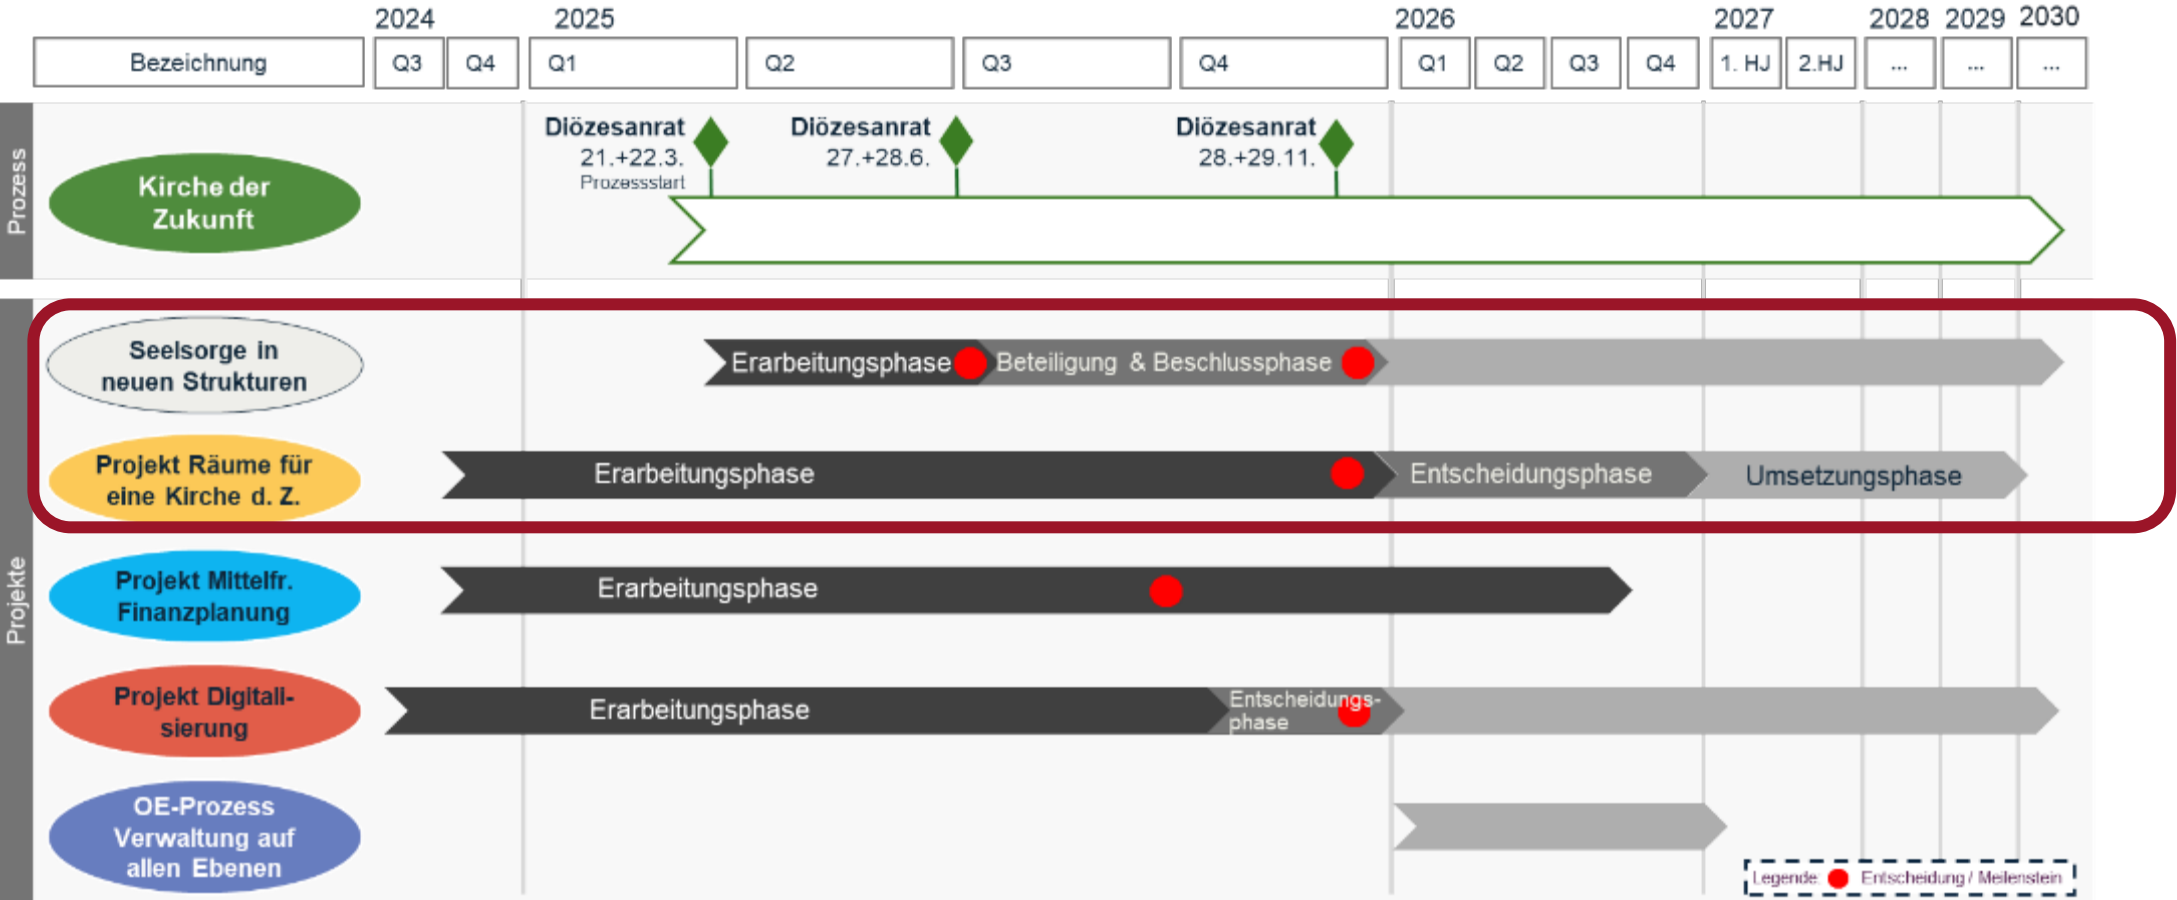 2024 2025 2026 2027 2028 2029 2030
Bezeichnung Q3 Q4 Q1 Q2 Q3 Q4 Q1 Q2 Q3 Q4 1. HJ 2.HJ ... ... ...
Prozess
Kirche der
Zukunft
Diözesanrat
21.+22.3.
Prozessstart
Diözesanrat
27.+28.6.
Diözesanrat
28.+29.11.
Projekte
Seelsorge in
neuen Strukturen
Erarbeitungsphase Beteiligung & Beschlussphase
Projekt Räume für
eine Kirche d. Z.
Erarbeitungsphase Entscheidungsphase Umsetzungsphase
Projekt Mittelfr.
Finanzplanung
Erarbeitungsphase
Projekt Digitali-
sierung
Erarbeitungsphase
Entscheidungs-
phase
OE-Prozess
Verwaltung auf
allen Ebenen
Legende: Entscheidung / Meilenstein